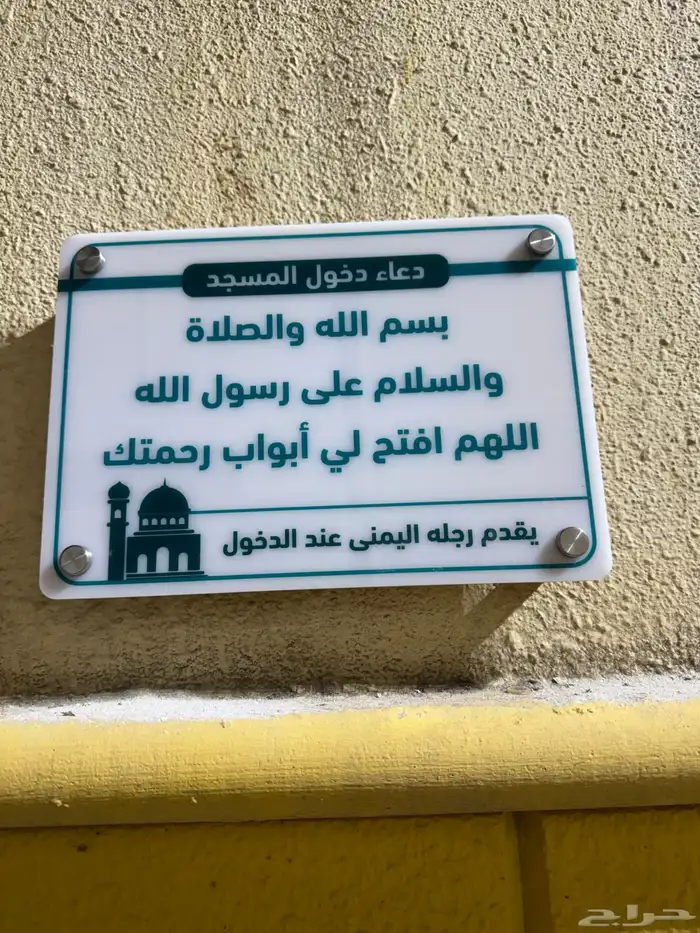 دعاء دخول المسجد
بسم الله والصلاة
والسلام على رسول الله
اللهم افتح لي أبواب رحمتك
يقدم رجله اليمنى عند الدخول
حراج